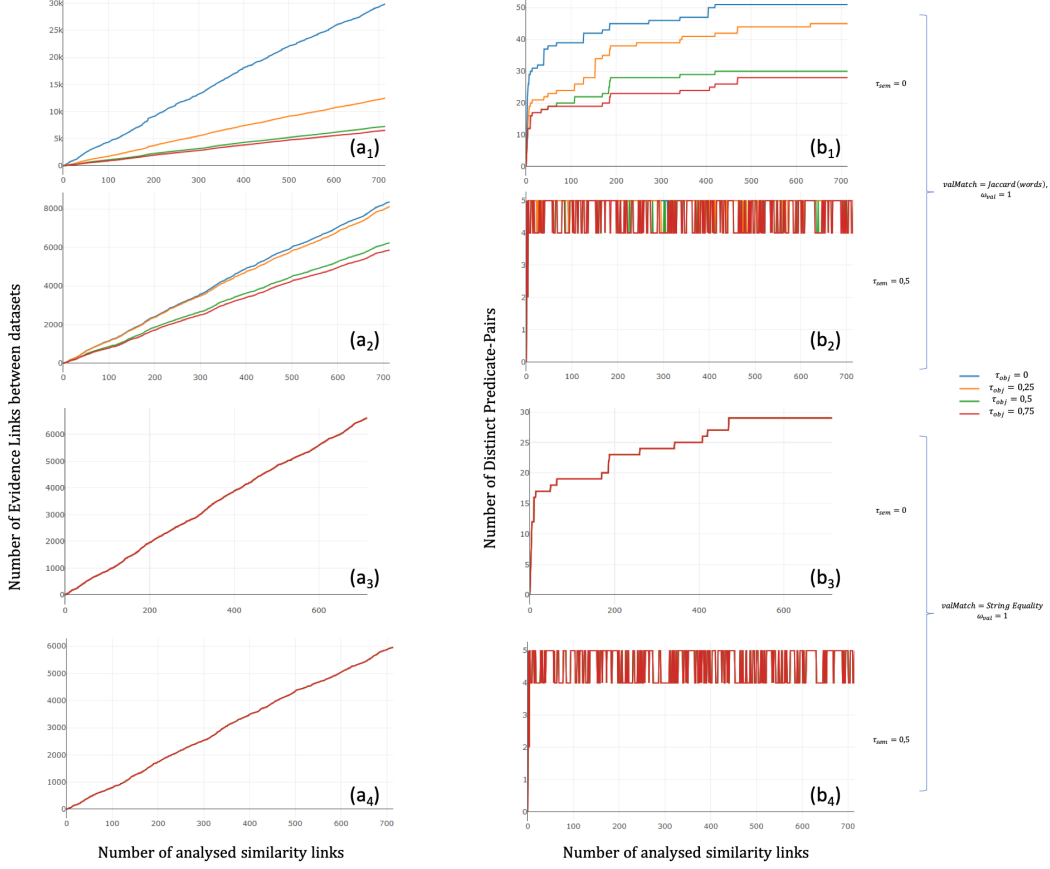 Number of Evidence Links between datasets
30k
25k
20k
15k
10k
5k
0
0 100 200 300 400 500 600 700
(a1)
8000
6000
4000
2000
0
0 100 200 300 400 500 600 700
(a2)
6000
5000
4000
3000
2000
1000
0
0 200 400 600
(a3)
6000
5000
4000
3000
2000
1000
0
0 100 200 300 400 500 600 700
(a4)
Number of analysed similarity links
Number of Distinct Predicate-Pairs
50
40
30
20
10
0
0 100 200 300 400 500 600 700
(b1)
5
4
3
2
1
0
0 100 200 300 400 500 600 700
(b2)
30
25
20
15
10
5
0
0 200 400 600
(b3)
5
4
3
2
1
0
0 100 200 300 400 500 600 700
(b4)
Number of analysed similarity links
τsem = 0
valMatch = Jaccard(words),
ωval = 1
τsem = 0,5
τobj = 0
τobj = 0,25
τobj = 0,5
τobj = 0,75
τsem = 0
valMatch = String Equality
ωval = 1
τsem = 0,5